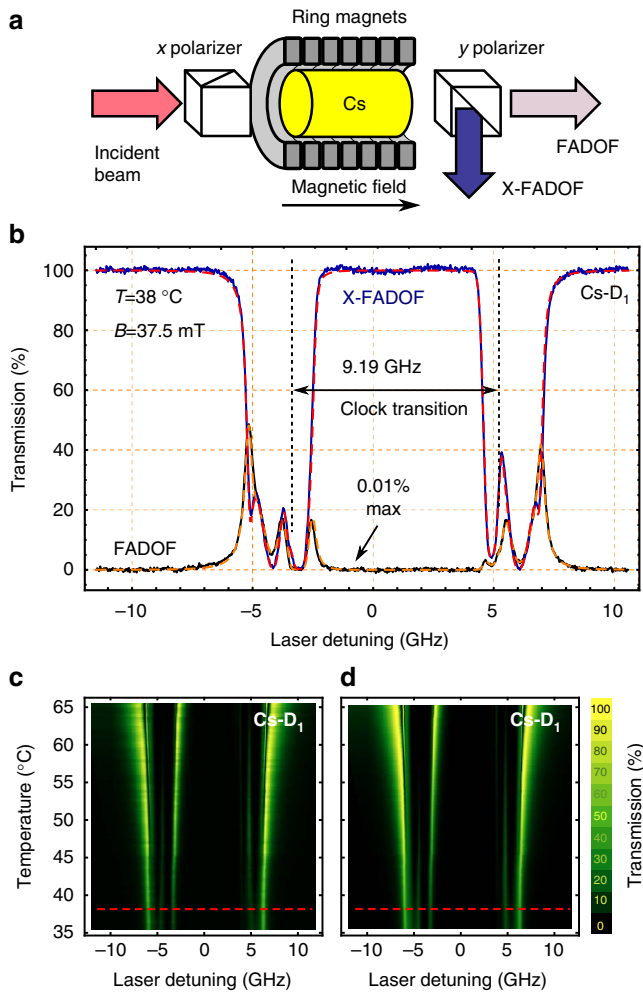 a
Ring magnets
x polarizer
y polarizer
Cs
Incident
beam
FADOF
X-FADOF
Magnetic field
b
100
80
60
40
20
0
Transmission (%)
T=38 °C
B=37.5 mT
X-FADOF
Cs-D1
9.19 GHz
Clock transition
0.01%
max
FADOF
−10
−5
0
5
10
Laser detuning (GHz)
c
65
60
55
50
45
40
35
Temperature (°C)
Cs-D1
−10
−5
0
5
10
Laser detuning (GHz)
d
Cs-D1
−10
−5
0
5
10
Laser detuning (GHz)
100
90
80
70
60
50
40
30
20
10
0
Transmission (%)